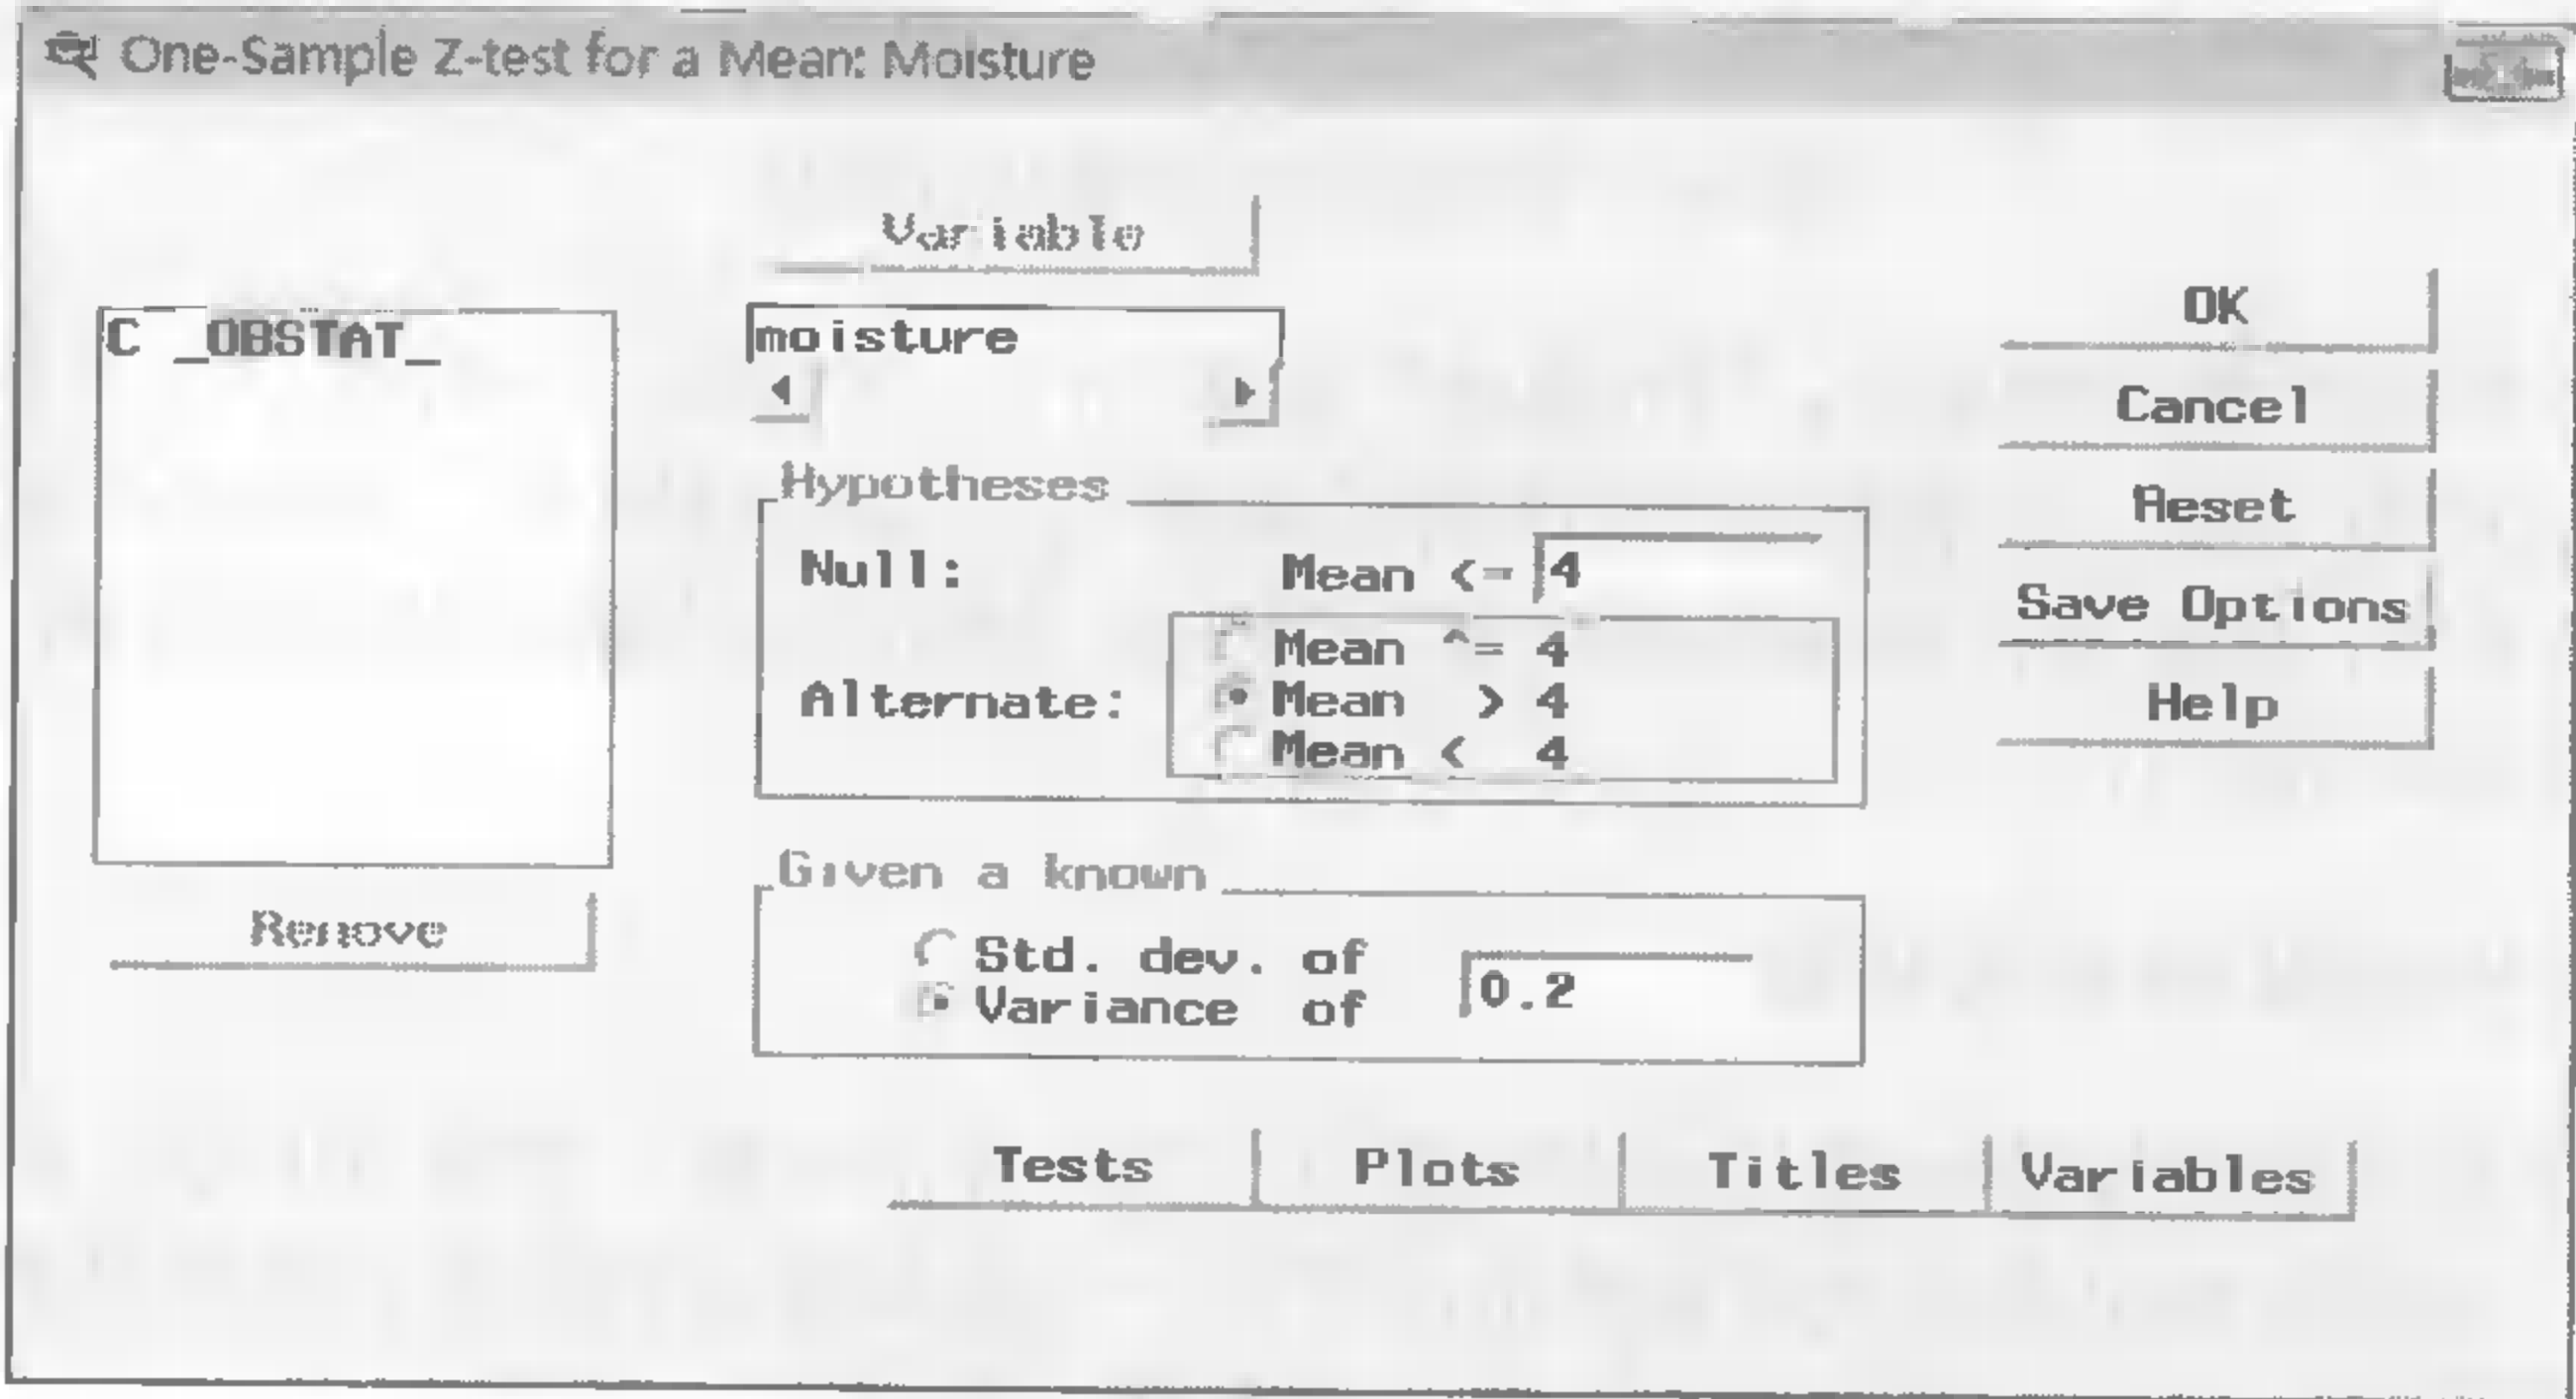 One-Sample Z-test for a Mean: Moisture
Variable
C _OBSTAT_
moisture
OK
Cancel
Hypotheses
Reset
Null: Mean <= 4
Save Options
Mean ^= 4
Alternate: Mean > 4
Help
Mean < 4
Given a known
Remove
Std. dev. of
0.2
Variance of
Tests Plots Titles Variables